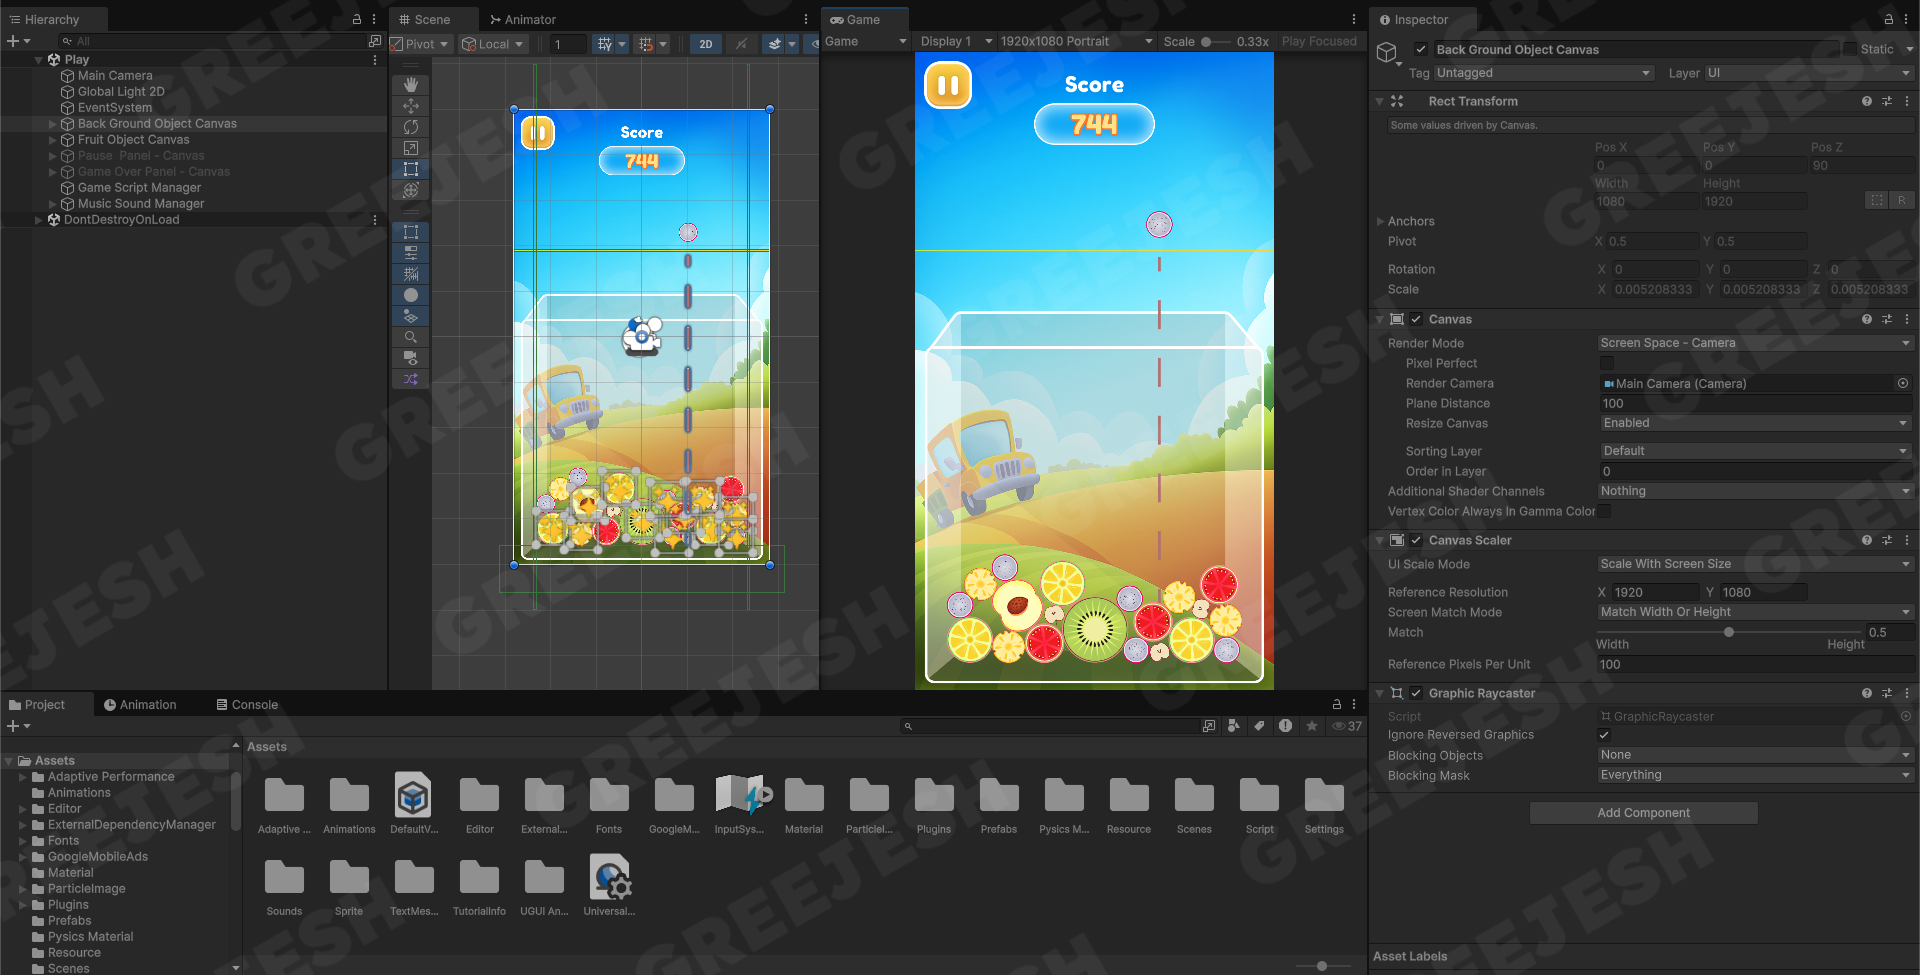 Hierarchy
All
Play
Main Camera
Global Light 2D
EventSystem
Back Ground Object Canvas
Fruit Object Canvas
Pause Panel - Canvas
Game Over Panel - Canvas
Game Script Manager
Music Sound Manager
DontDestroyOnLoad
Scene
Animator
Pivot
Local
1
2D
Score
744
Game
Game
Display 1
1920x1080 Portrait
Scale
0.33x
Play Focused
Score
744
Inspector
Back Ground Object Canvas
Static
Tag Untagged
Layer UI
Rect Transform
Some values driven by Canvas.
Pos X Pos Y Pos Z
0 0 90
Width Height
1080 1920
R
Anchors
Pivot X 0.5 Y 0.5
Rotation X 0 Y 0 Z 0
Scale X 0.005208333 Y 0.005208333 Z 0.005208333
Canvas
Render Mode Screen Space - Camera
Pixel Perfect
Render Camera Main Camera (Camera)
Plane Distance 100
Resize Canvas Enabled
Sorting Layer Default
Order in Layer 0
Additional Shader Channels Nothing
Vertex Color Always In Gamma Color
Canvas Scaler
UI Scale Mode Scale With Screen Size
Reference Resolution X 1920 Y 1080
Screen Match Mode Match Width Or Height
Match 0.5
Width Height
Reference Pixels Per Unit 100
Graphic Raycaster
Script GraphicRaycaster
Ignore Reversed Graphics
Blocking Objects None
Blocking Mask Everything
Add Component
Asset Labels
Project
Animation
Console
37
Assets
Adaptive Performance
Animations
Editor
ExternalDependencyManager
Fonts
GoogleMobileAds
Material
ParticleImage
Plugins
Prefabs
Pysics Material
Resource
Scenes
Assets
Adaptive ...
Animations
DefaultV...
Editor
External...
Fonts
GoogleM...
InputSys...
Material
Particlel...
Plugins
Prefabs
Pysics M...
Resource
Scenes
Script
Settings
Sounds
Sprite
TextMes...
TutorialInfo
UGUI An...
Universal...
GREEJESH